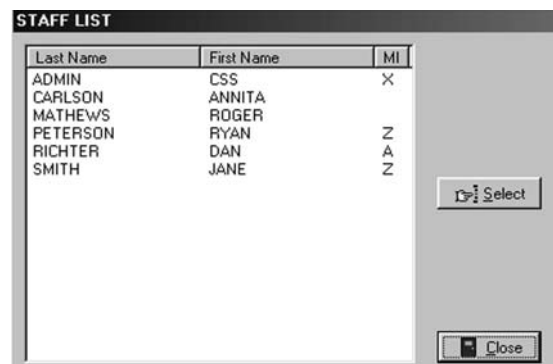 STAFF LIST
Last Name First Name MI
ADMIN CSS X
CARLSON ANNITA
MATHEWS ROGER
PETERSON RYAN Z
RICHTER DAN A
SMITH JANE Z
Select
Close